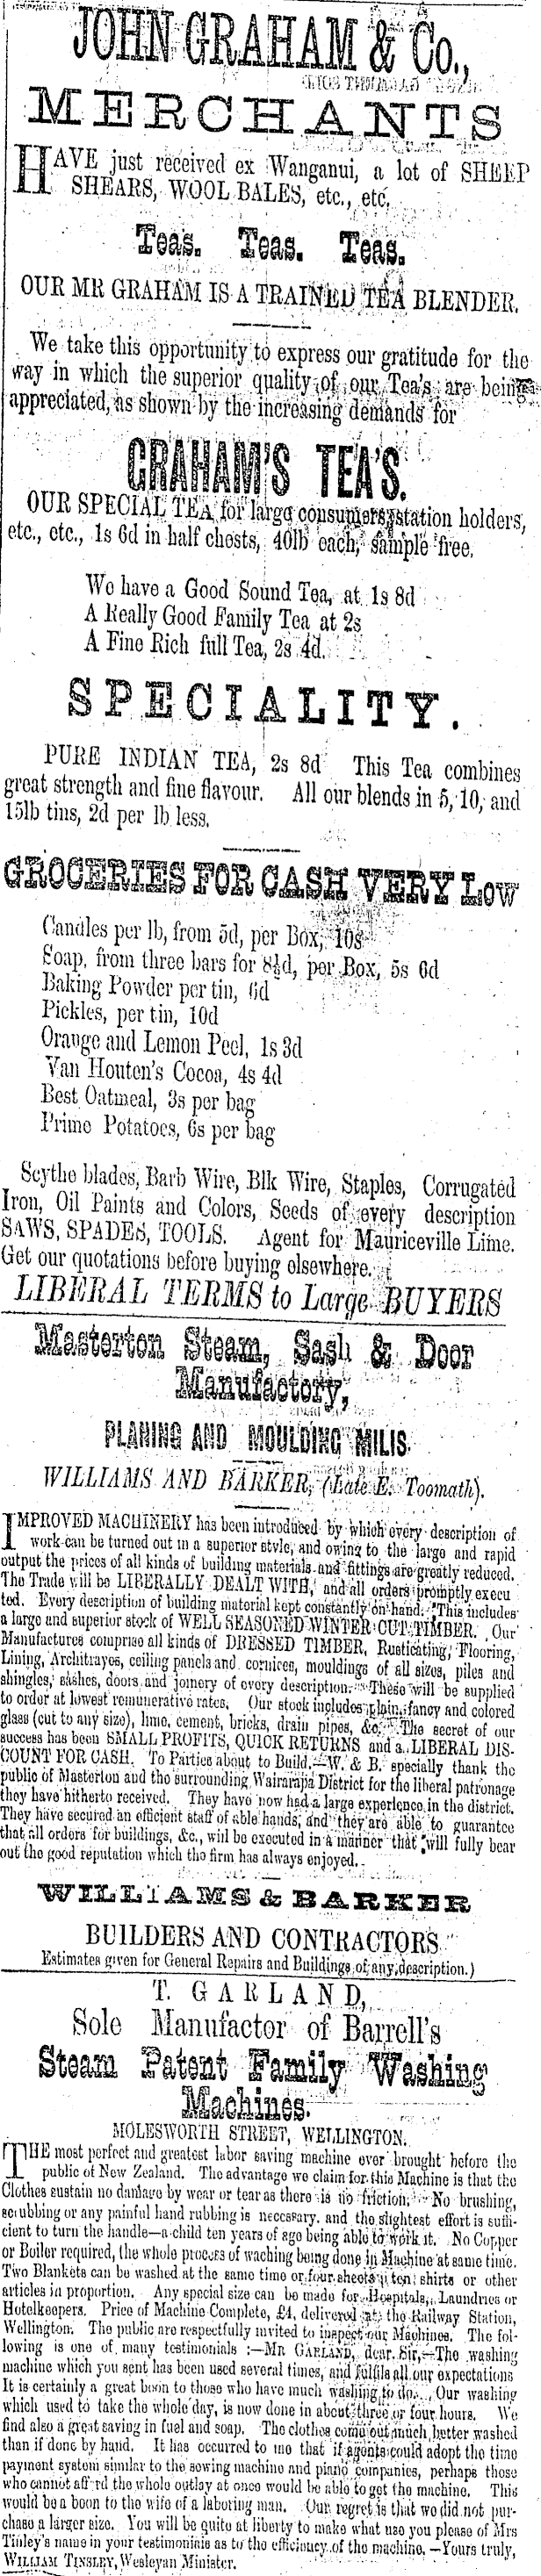 JOHN GRAHAM & Co.,
MERCHANTS
HAVE just received ex Wanganui, a lot of SHEEP
SHEARS, WOOL BALES, etc., etc.
Teas. Teas. Teas.
OUR MR GRAHAM IS A TRAINED TEA BLENDER.
We take this opportunity to express our gratitude for the
way in which the superior quality of our Tea's are being
appreciated, as shown by the increasing demands for
GRAHAM'S TEA'S.
OUR SPECIAL TEA for large consumers, station holders,
etc., etc., 1s 6d in half chests, 40lb each, sample free.
We have a Good Sound Tea, at 1s 8d
A Really Good Family Tea at 2s
A Fine Rich full Tea, 2s 4d.
SPECIALITY.
PURE INDIAN TEA, 2s 8d This Tea combines
great strength and fine flavour. All our blends in 5, 10, and
15lb tins, 2d per lb less.
GROCERIES FOR CASH VERY LOW
Candles per lb, from 5d, per Box, 10s
Soap, from three bars for 8½d, per Box, 5s 6d
Baking Powder per tin, 6d
Pickles, per tin, 10d
Orange and Lemon Peel, 1s 3d
Van Houten's Cocoa, 4s 4d
Best Oatmeal, 3s per bag
Prime Potatoes, 6s per bag
Scythe blades, Barb Wire, Blk Wire, Staples, Corrugated
Iron, Oil Paints and Colors, Seeds of every description
SAWS, SPADES, TOOLS. Agent for Mauriceville Lime.
Get our quotations before buying elsewhere.
LIBERAL TERMS to Large BUYERS
Masterton Steam, Sash & Door
Manufactory,
PLANING AND MOULDING MILLS.
WILLIAMS AND BARKER, (Late E. Toomath).
IMPROVED MACHINERY has been introduced by which every description of
work can be turned out in a superior style, and owing to the large and rapid
output the prices of all kinds of building materials and fittings are greatly reduced.
The Trade will be LIBERALLY DEALT WITH, and all orders promptly execu
ted. Every description of building material kept constantly on hand. This includes
a large and superior stock of WELL SEASONED WINTER CUT TIMBER. Our
Manufactures comprise all kinds of DRESSED TIMBER, Rusticating, Flooring,
Lining, Architrayes, ceiling panels and cornices, mouldings of all sizes, piles and
shingles, sashes, doors and joinery of every description. These will be supplied
to order at lowest remunerative rates. Our stock includes plain, fancy and colored
glass (cut to any size), lime, cement, bricks, drain pipes, &c. The secret of our
success has been SMALL PROFITS, QUICK RETURNS and a LIBERAL DIS-
COUNT FOR CASH. To Parties about to Build.—W. & B. specially thank the
public of Masterton and the surrounding Wairarapa District for the liberal patronage
they have hitherto received. They have now had a large experience in the district.
They have secured an efficient staff of able hands, and they are able to guarantee
that all orders for buildings, &c., will be executed in a manner that will fully bear
out the good reputation which the firm has always enjoyed.
WILLIAMS & BARKER
BUILDERS AND CONTRACTORS
Estimates given for General Repairs and Buildings of any description.)
T. GARLAND,
Sole Manufactor of Barrell's
Steam Patent Family Washing
Machines.
MOLESWORTH STREET, WELLINGTON.
THE most perfect and greatest labor saving machine ever brought before the
public of New Zealand. The advantage we claim for this Machine is that the
Clothes sustain no damage by wear or tear as there is no friction. No brushing,
scrubbing or any painful hand rubbing is necessary, and the slightest effort is suffi-
cient to turn the handle—a child ten years of age being able to work it. No Copper
or Boiler required, the whole process of waching being done in Machine at same time.
Two Blankets can be washed at the same time or four sheets, ten shirts or other
articles in proportion. Any special size can be made for Hospitals, Laundries or
Hotelkeepers. Price of Machine Complete, £4, delivered at the Railway Station,
Wellington. The public are respectfully invited to inspect our Machines. The fol-
lowing is one of many testimonials :—MR GARLAND, dear Sir,—The washing
machine which you sent has been used several times, and fulfils all our expectations
It is certainly a great boon to those who have much washing to do. Our washing
which used to take the whole day, is now done in about three or four hours. We
find also a great saving in fuel and soap. The clothes come out much better washed
than if done by hand. It has occurred to me that if agents could adopt the time
payment system similar to the sewing machine and piano companies, perhaps those
who cannot afford the whole outlay at once would be able to get the machine. This
would be a boon to the wife of a laboring man. Our regret is that we did not pur-
chase a larger size. You will be quite at liberty to make what use you please of Mrs
Tinley's name in your testimonials as to the efficiency of the machine,—Yours truly,
WILLIAM TINSLEY, Wesleyan Minister.